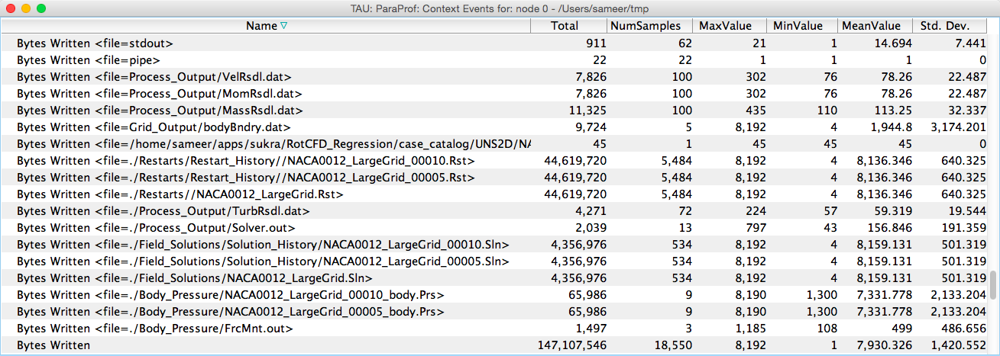 TAU: ParaProf: Context Events for: node 0 - /Users/sameer/tmp
Name Total NumSamples MaxValue MinValue MeanValue Std. Dev.
Bytes Written <file=stdout> 911 62 21 1 14.694 7.441
Bytes Written <file=pipe> 22 22 1 1 1 0
Bytes Written <file=Process_Output/VelRsdl.dat> 7,826 100 302 76 78.26 22.487
Bytes Written <file=Process_Output/MomRsdl.dat> 7,826 100 302 76 78.26 22.487
Bytes Written <file=Process_Output/MassRsdl.dat> 11,325 100 435 110 113.25 32.337
Bytes Written <file=Grid_Output/bodyBndry.dat> 9,724 5 8,192 4 1,944.8 3,174.201
Bytes Written <file=/home/sameer/apps/sukra/RotCFD_Regression/case_catalog/UNS2D/NA 45 1 45 45 45 0
Bytes Written <file=./Restarts/Restart_History//NACA0012_LargeGrid_00010.Rst> 44,619,720 5,484 8,192 4 8,136.346 640.325
Bytes Written <file=./Restarts/Restart_History//NACA0012_LargeGrid_00005.Rst> 44,619,720 5,484 8,192 4 8,136.346 640.325
Bytes Written <file=./Restarts//NACA0012_LargeGrid.Rst> 44,619,720 5,484 8,192 4 8,136.346 640.325
Bytes Written <file=./Process_Output/TurbRsdl.dat> 4,271 72 224 57 59.319 19.544
Bytes Written <file=./Process_Output/Solver.out> 2,039 13 797 43 156.846 191.359
Bytes Written <file=./Field_Solutions/Solution_History/NACA0012_LargeGrid_00010.Sln> 4,356,976 534 8,192 4 8,159.131 501.319
Bytes Written <file=./Field_Solutions/Solution_History/NACA0012_LargeGrid_00005.Sln> 4,356,976 534 8,192 4 8,159.131 501.319
Bytes Written <file=./Field_Solutions/NACA0012_LargeGrid.Sln> 4,356,976 534 8,192 4 8,159.131 501.319
Bytes Written <file=./Body_Pressure/NACA0012_LargeGrid_00010_body.Prs> 65,986 9 8,190 1,300 7,331.778 2,133.204
Bytes Written <file=./Body_Pressure/NACA0012_LargeGrid_00005_body.Prs> 65,986 9 8,190 1,300 7,331.778 2,133.204
Bytes Written <file=./Body_Pressure/FrcMnt.out> 1,497 3 1,185 108 499 486.656
Bytes Written 147,107,546 18,550 8,192 1 7,930.326 1,420.552